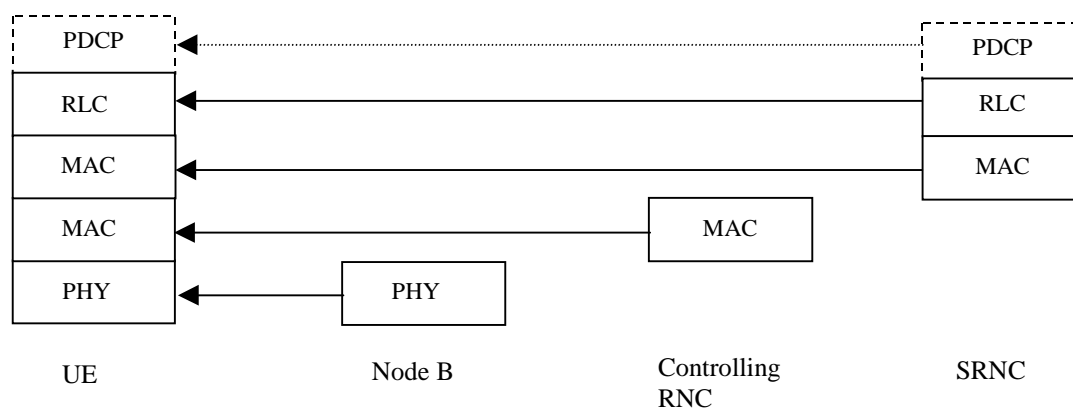 PDCP
PDCP
RLC
RLC
MAC
MAC
MAC
MAC
PHY
PHY
UE
Node B
Controlling
RNC
SRNC